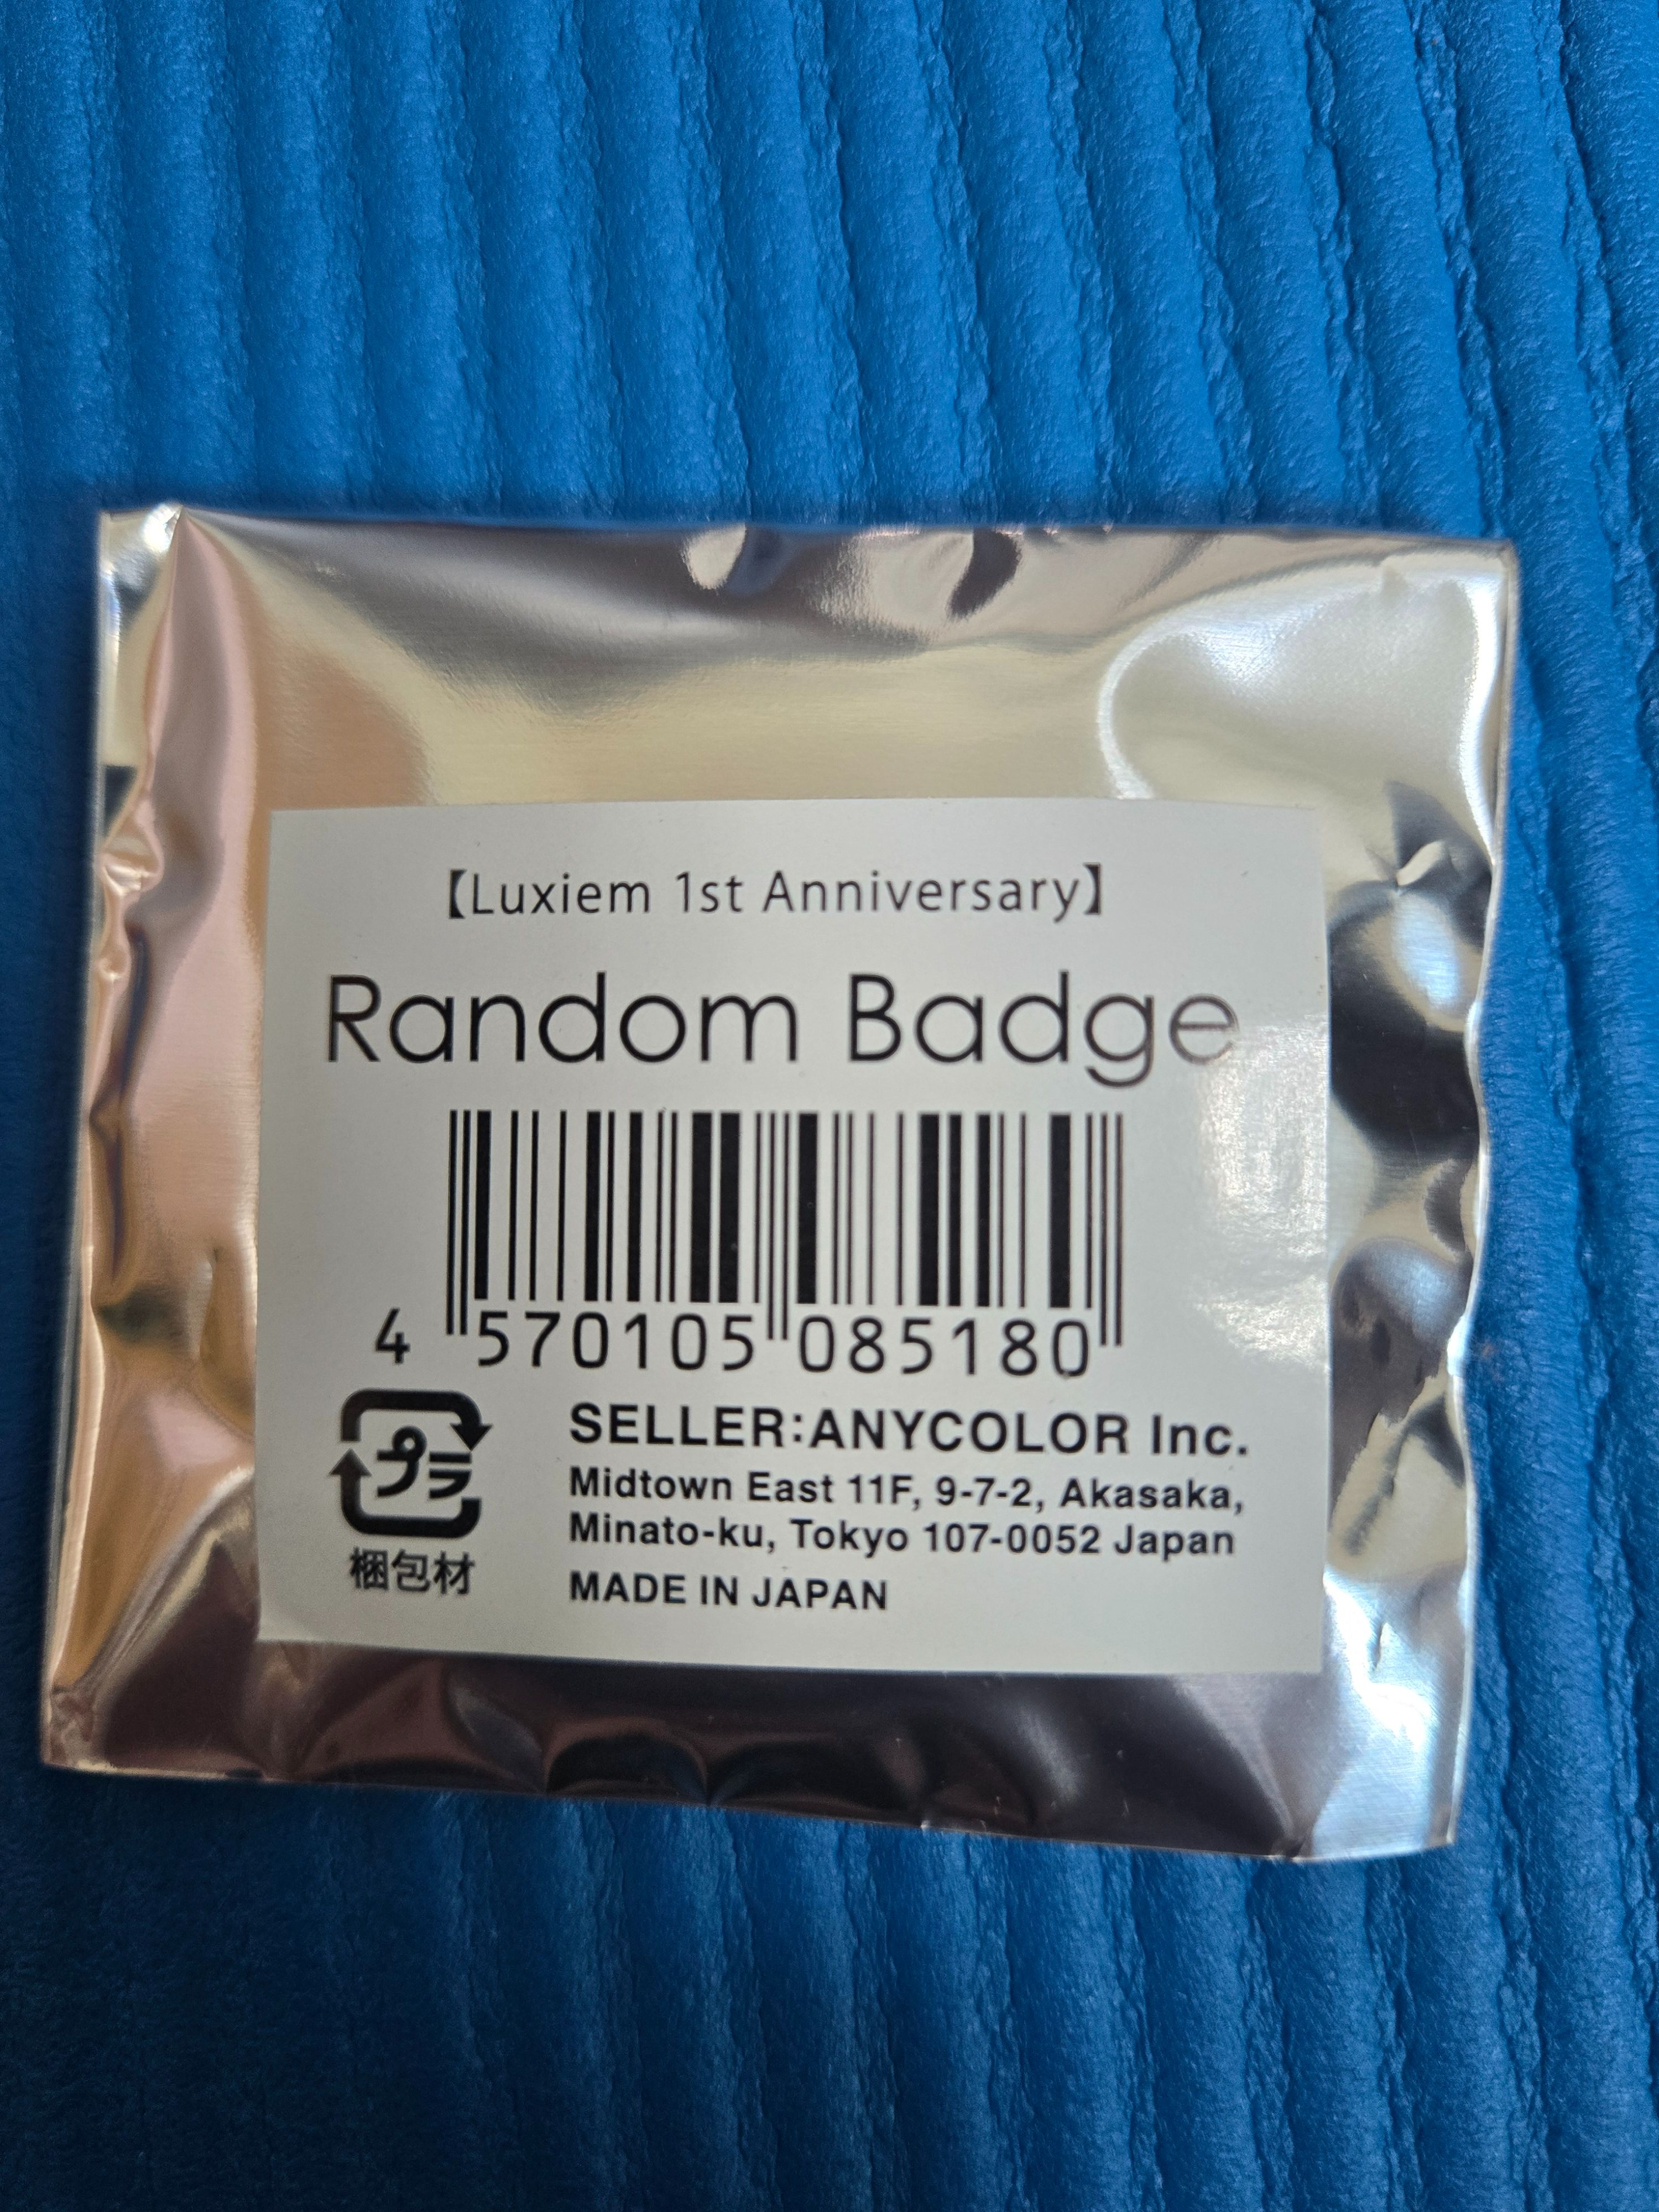 【Luxiem 1st Anniversary】
Random Badge
4 570105 085180
プラ
梱包材
SELLER:ANYCOLOR Inc.
Midtown East 11F, 9-7-2, Akasaka,
Minato-ku, Tokyo 107-0052 Japan
MADE IN JAPAN